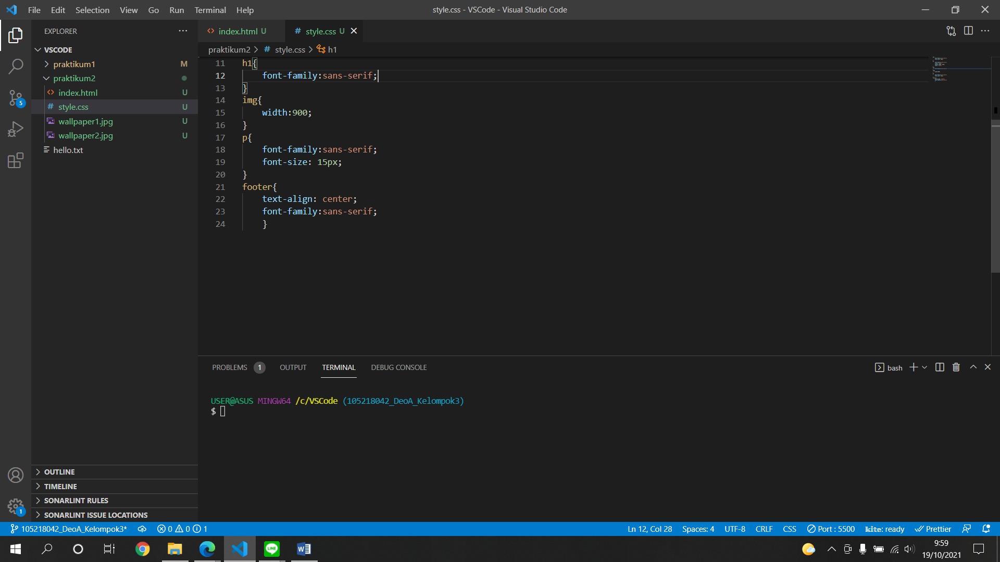 File Edit Selection View Go Run Terminal Help
style.css - VSCode - Visual Studio Code
EXPLORER
VSCODE
praktikum1 M
praktikum2
index.html U
style.css U
wallpaper1.jpg U
wallpaper2.jpg U
hello.txt
OUTLINE
TIMELINE
SONARLINT RULES
SONARLINT ISSUE LOCATIONS
5
1
index.html U
# style.css U
praktikum2 > # style.css > h1
11 h1{
12 font-family:sans-serif;
13 }
14 img{
15 width:900;
16 }
17 p{
18 font-family:sans-serif;
19 font-size: 15px;
20 }
21 footer{
22 text-align: center;
23 font-family:sans-serif;
24 }
PROBLEMS 1 OUTPUT TERMINAL DEBUG CONSOLE
bash
USER@ASUS MINGW64 /c/VSCode (105218042_DeoA_Kelompok3)
$
105218042_DeoA_Kelompok3* 0 0 1
Ln 12, Col 28 Spaces: 4 UTF-8 CRLF CSS Port : 5500 kite: ready Prettier
LINE
W
9:59
19/10/2021